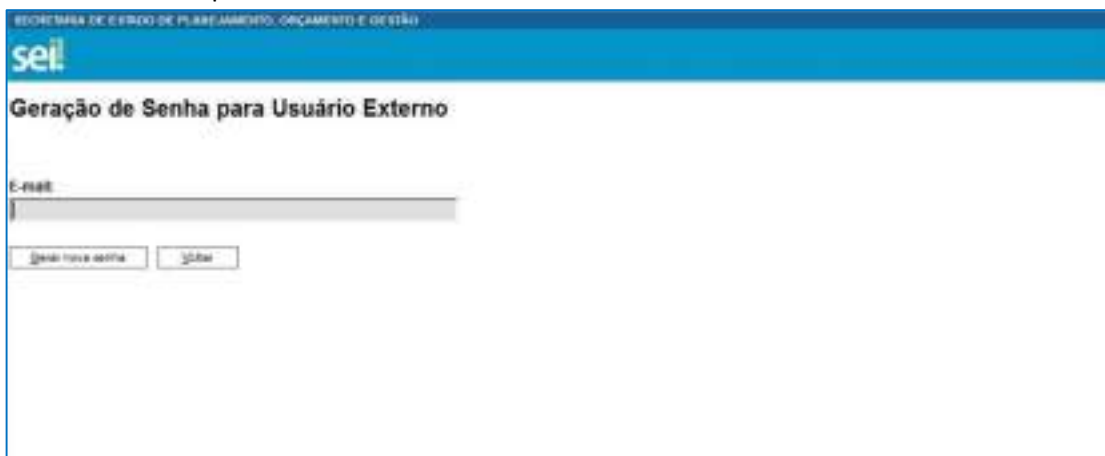 SECRETARIA DE ESTADO DE PLANEJAMENTO, ORÇAMENTO E GESTÃO
sei!
Geração de Senha para Usuário Externo
E-mail:
Gerar nova senha
Voltar